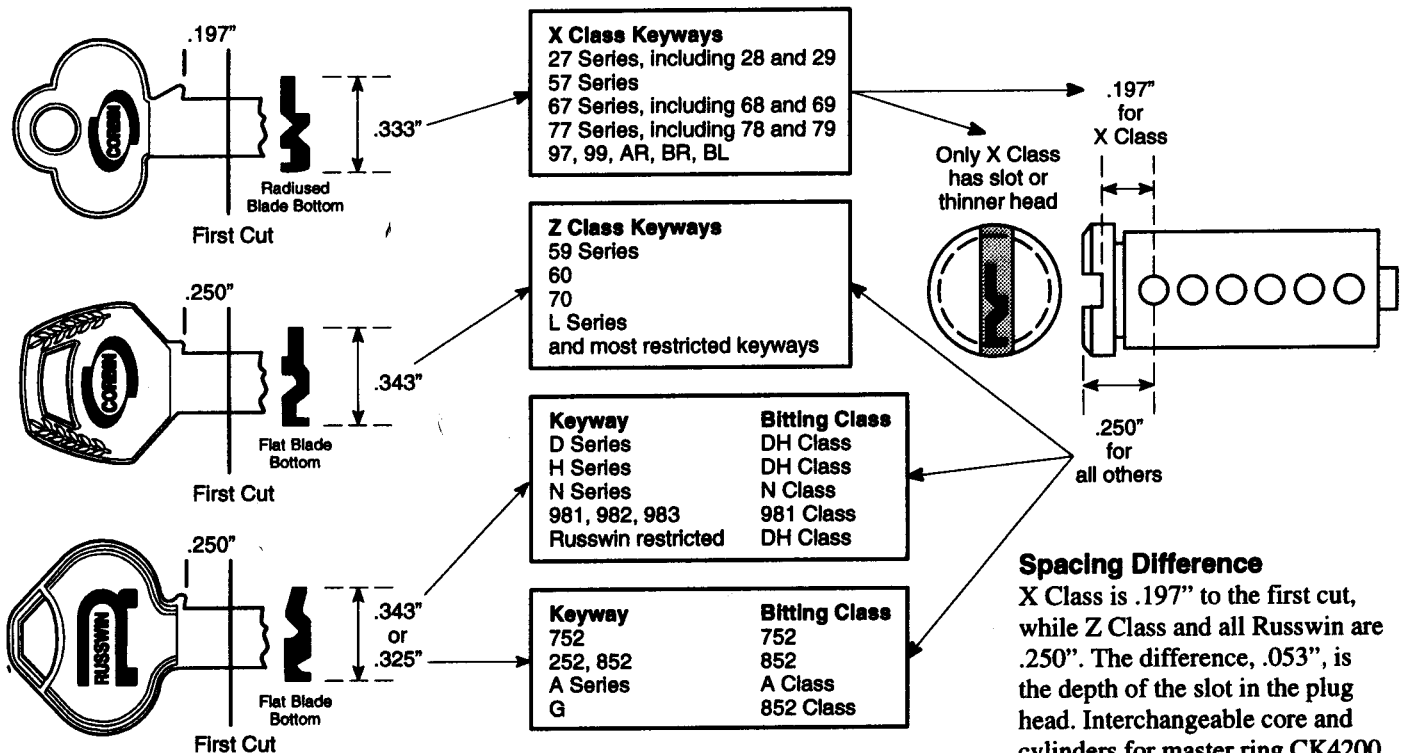 .197"
CORBIN
.333"
Radiused
Blade Bottom
First Cut
X Class Keyways
27 Series, including 28 and 29
57 Series
67 Series, including 68 and 69
77 Series, including 78 and 79
97, 99, AR, BR, BL
.197"
for
X Class
Only X Class
has slot or
thinner head
.250"
CORBIN
.343"
Flat Blade
Bottom
First Cut
Z Class Keyways
59 Series
60
70
L Series
and most restricted keyways
.250"
for
all others
.250"
RUSSWIN
.343"
or
.325"
Flat Blade
Bottom
First Cut
Keyway Bitting Class
D Series DH Class
H Series DH Class
N Series N Class
981, 982, 983 981 Class
Russwin restricted DH Class
Keyway Bitting Class
752 752
252, 852 852
A Series A Class
G 852 Class
Spacing Difference
X Class is .197" to the first cut,
while Z Class and all Russwin are
.250". The difference, .053", is
the depth of the slot in the plug
head. Interchangeable core and
cylinders for master ring CK4200